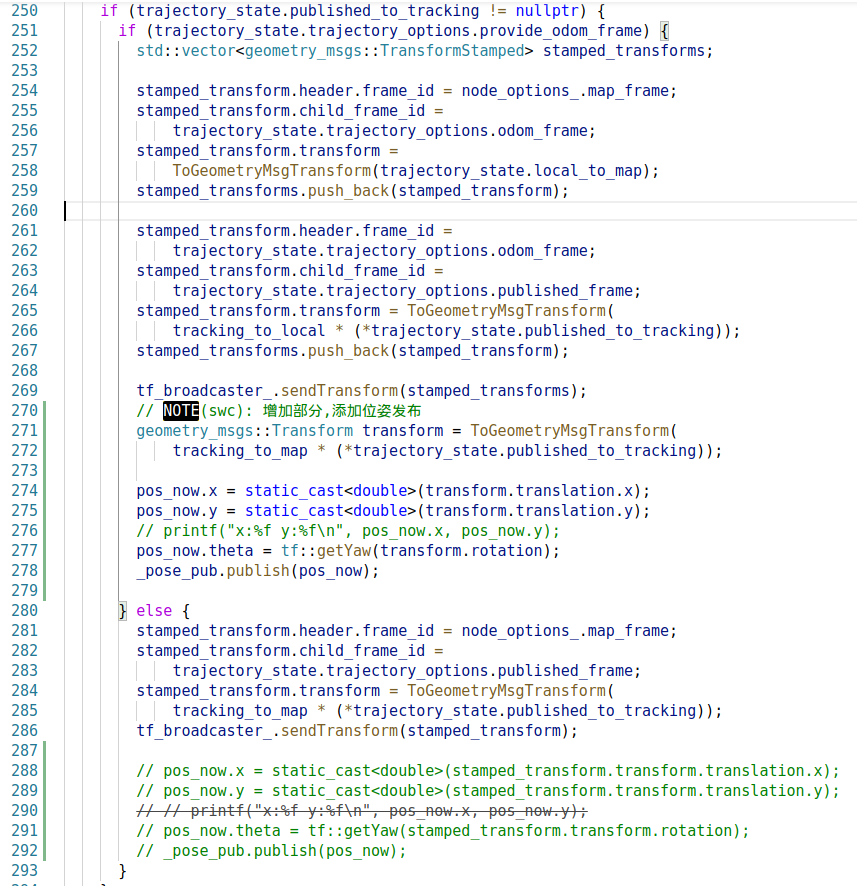 250 if (trajectory_state.published_to_tracking != nullptr) {
251 if (trajectory_state.trajectory_options.provide_odom_frame) {
252 std::vector<geometry_msgs::TransformStamped> stamped_transforms;
253
254 stamped_transform.header.frame_id = node_options_.map_frame;
255 stamped_transform.child_frame_id =
256 trajectory_state.trajectory_options.odom_frame;
257 stamped_transform.transform =
258 ToGeometryMsgTransform(trajectory_state.local_to_map);
259 stamped_transforms.push_back(stamped_transform);
260
261 stamped_transform.header.frame_id =
262 trajectory_state.trajectory_options.odom_frame;
263 stamped_transform.child_frame_id =
264 trajectory_state.trajectory_options.published_frame;
265 stamped_transform.transform = ToGeometryMsgTransform(
266 tracking_to_local * (*trajectory_state.published_to_tracking));
267 stamped_transforms.push_back(stamped_transform);
268
269 tf_broadcaster_.sendTransform(stamped_transforms);
270 // NOTE(swc): 增加部分,添加位姿发布
271 geometry_msgs::Transform transform = ToGeometryMsgTransform(
272 tracking_to_map * (*trajectory_state.published_to_tracking));
273
274 pos_now.x = static_cast<double>(transform.translation.x);
275 pos_now.y = static_cast<double>(transform.translation.y);
276 // printf("x:%f y:%f\n", pos_now.x, pos_now.y);
277 pos_now.theta = tf::getYaw(transform.rotation);
278 _pose_pub.publish(pos_now);
279
280 } else {
281 stamped_transform.header.frame_id = node_options_.map_frame;
282 stamped_transform.child_frame_id =
283 trajectory_state.trajectory_options.published_frame;
284 stamped_transform.transform = ToGeometryMsgTransform(
285 tracking_to_map * (*trajectory_state.published_to_tracking));
286 tf_broadcaster_.sendTransform(stamped_transform);
287
288 // pos_now.x = static_cast<double>(stamped_transform.transform.translation.x);
289 // pos_now.y = static_cast<double>(stamped_transform.transform.translation.y);
290 // // printf("x:%f y:%f\n", pos_now.x, pos_now.y);
291 // pos_now.theta = tf::getYaw(stamped_transform.transform.rotation);
292 // _pose_pub.publish(pos_now);
293 }